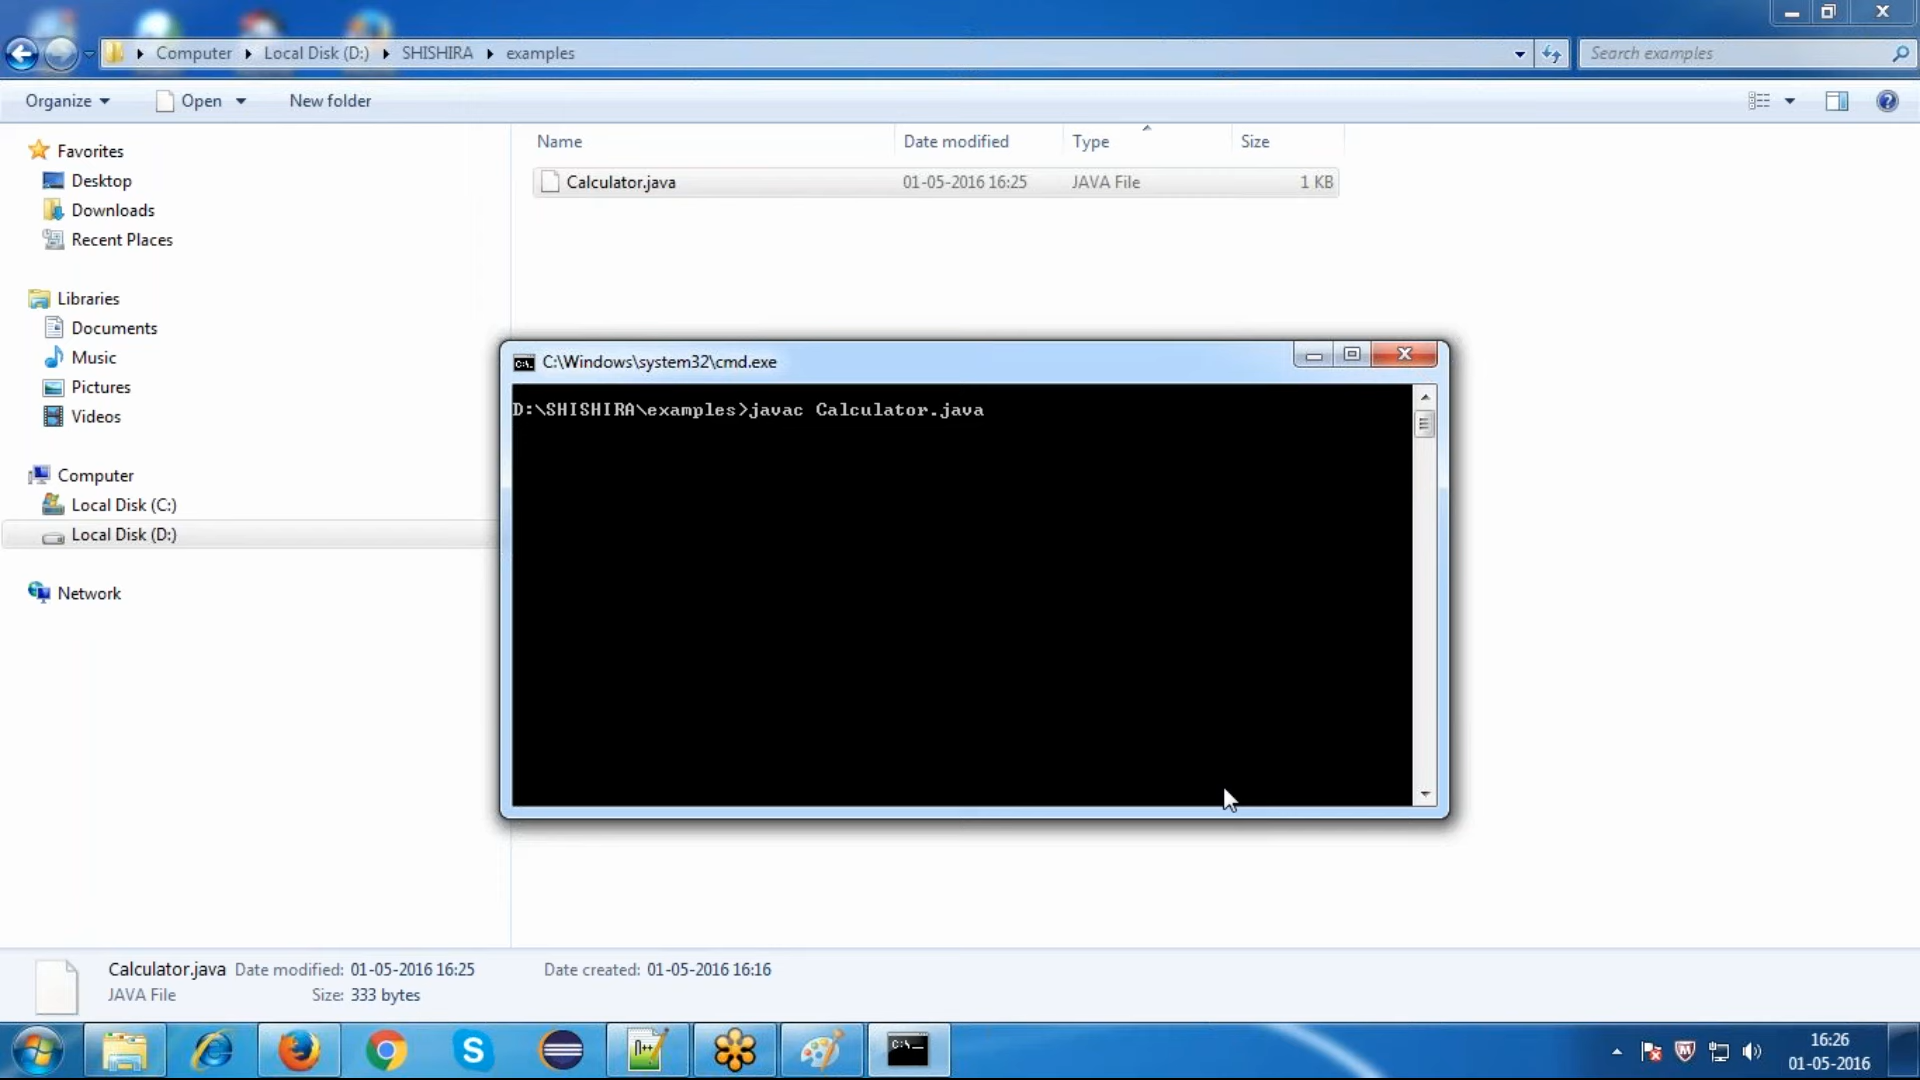 Computer Local Disk (D:) SHISHIRA examples
Search examples
Organize Open New folder
Name Date modified Type Size
Calculator.java 01-05-2016 16:25 JAVA File 1 KB
Favorites
Desktop
Downloads
Recent Places
Libraries
Documents
Music
Pictures
Videos
Computer
Local Disk (C:)
Local Disk (D:)
Network
C:\Windows\system32\cmd.exe
D:\SHISHIRA\examples>javac Calculator.java
Calculator.java Date modified: 01-05-2016 16:25 Date created: 01-05-2016 16:16
JAVA File Size: 333 bytes
16:26
01-05-2016